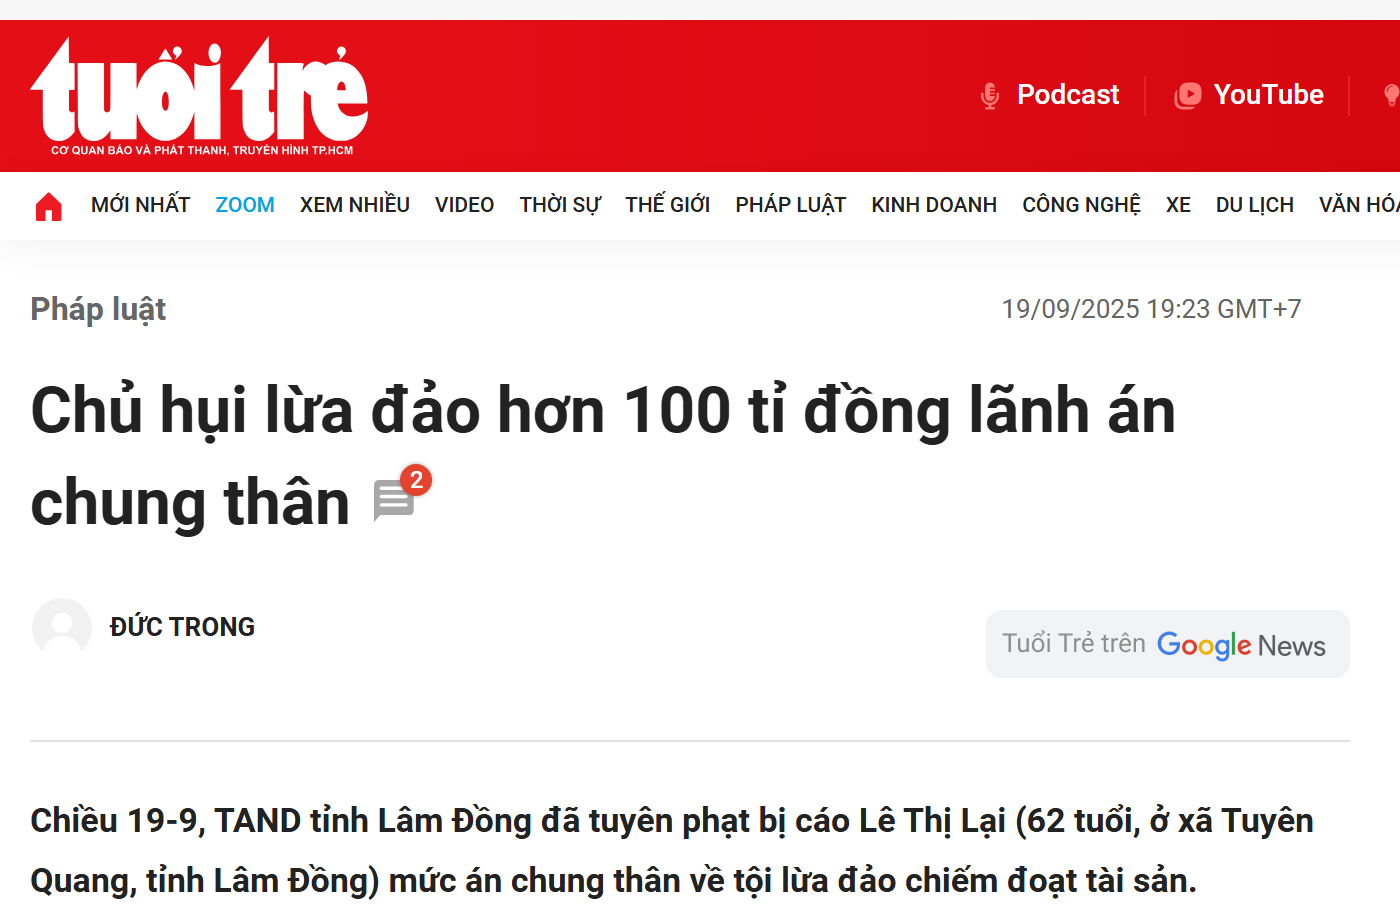 tuổi trẻ
CƠ QUAN BÁO VÀ PHÁT THANH, TRUYỀN HÌNH TP.HCM
Podcast
YouTube
MỚI NHẤT ZOOM XEM NHIỀU VIDEO THỜI SỰ THẾ GIỚI PHÁP LUẬT KINH DOANH CÔNG NGHỆ XE DU LỊCH VĂN HÓA
Pháp luật
19/09/2025 19:23 GMT+7
Chủ hụi lừa đảo hơn 100 tỉ đồng lãnh án
chung thân 2
ĐỨC TRONG
Tuổi Trẻ trên Google News
Chiều 19-9, TAND tỉnh Lâm Đồng đã tuyên phạt bị cáo Lê Thị Lại (62 tuổi, ở xã Tuyên
Quang, tỉnh Lâm Đồng) mức án chung thân về tội lừa đảo chiếm đoạt tài sản.